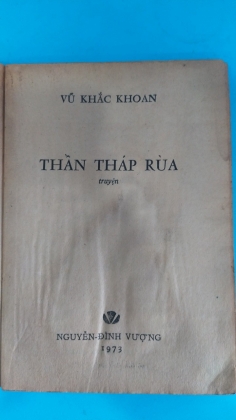 VŨ KHẮC KHOAN
THẦN THÁP RÙA
truyện
NGUYỄN-ĐÌNH VƯỢNG
1973